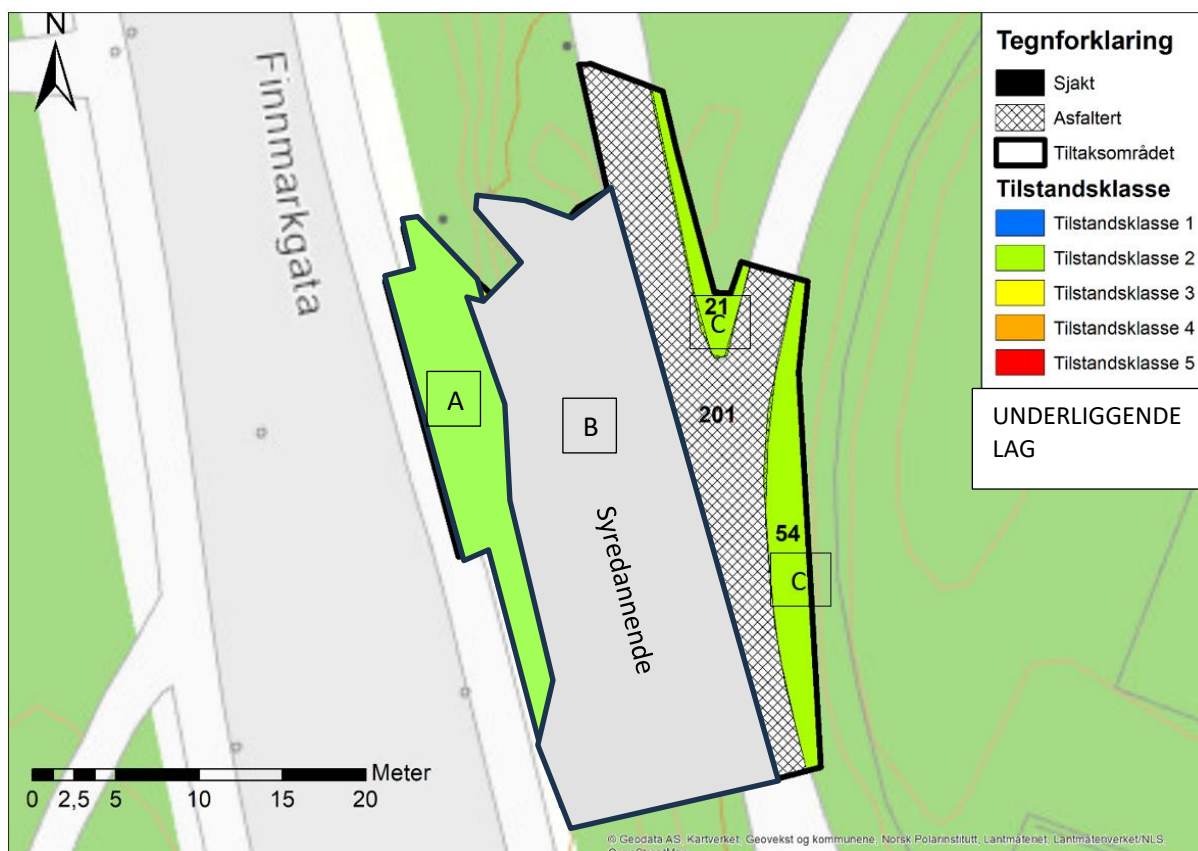 N
Finnmarkgata
A
B
Syredannende
21
C
201
54
C
Meter
0 2,5 5 10 15 20
Tegnforklaring
Sjakt
Asfaltert
Tiltaksområdet
Tilstandsklasse
Tilstandsklasse 1
Tilstandsklasse 2
Tilstandsklasse 3
Tilstandsklasse 4
Tilstandsklasse 5
UNDERLIGGENDE
LAG
© Geodata AS, Kartverket, Geovekst og kommunene, Norsk Polarinstitutt, Lantmäteriet, Lantmäteriverket/NLS,